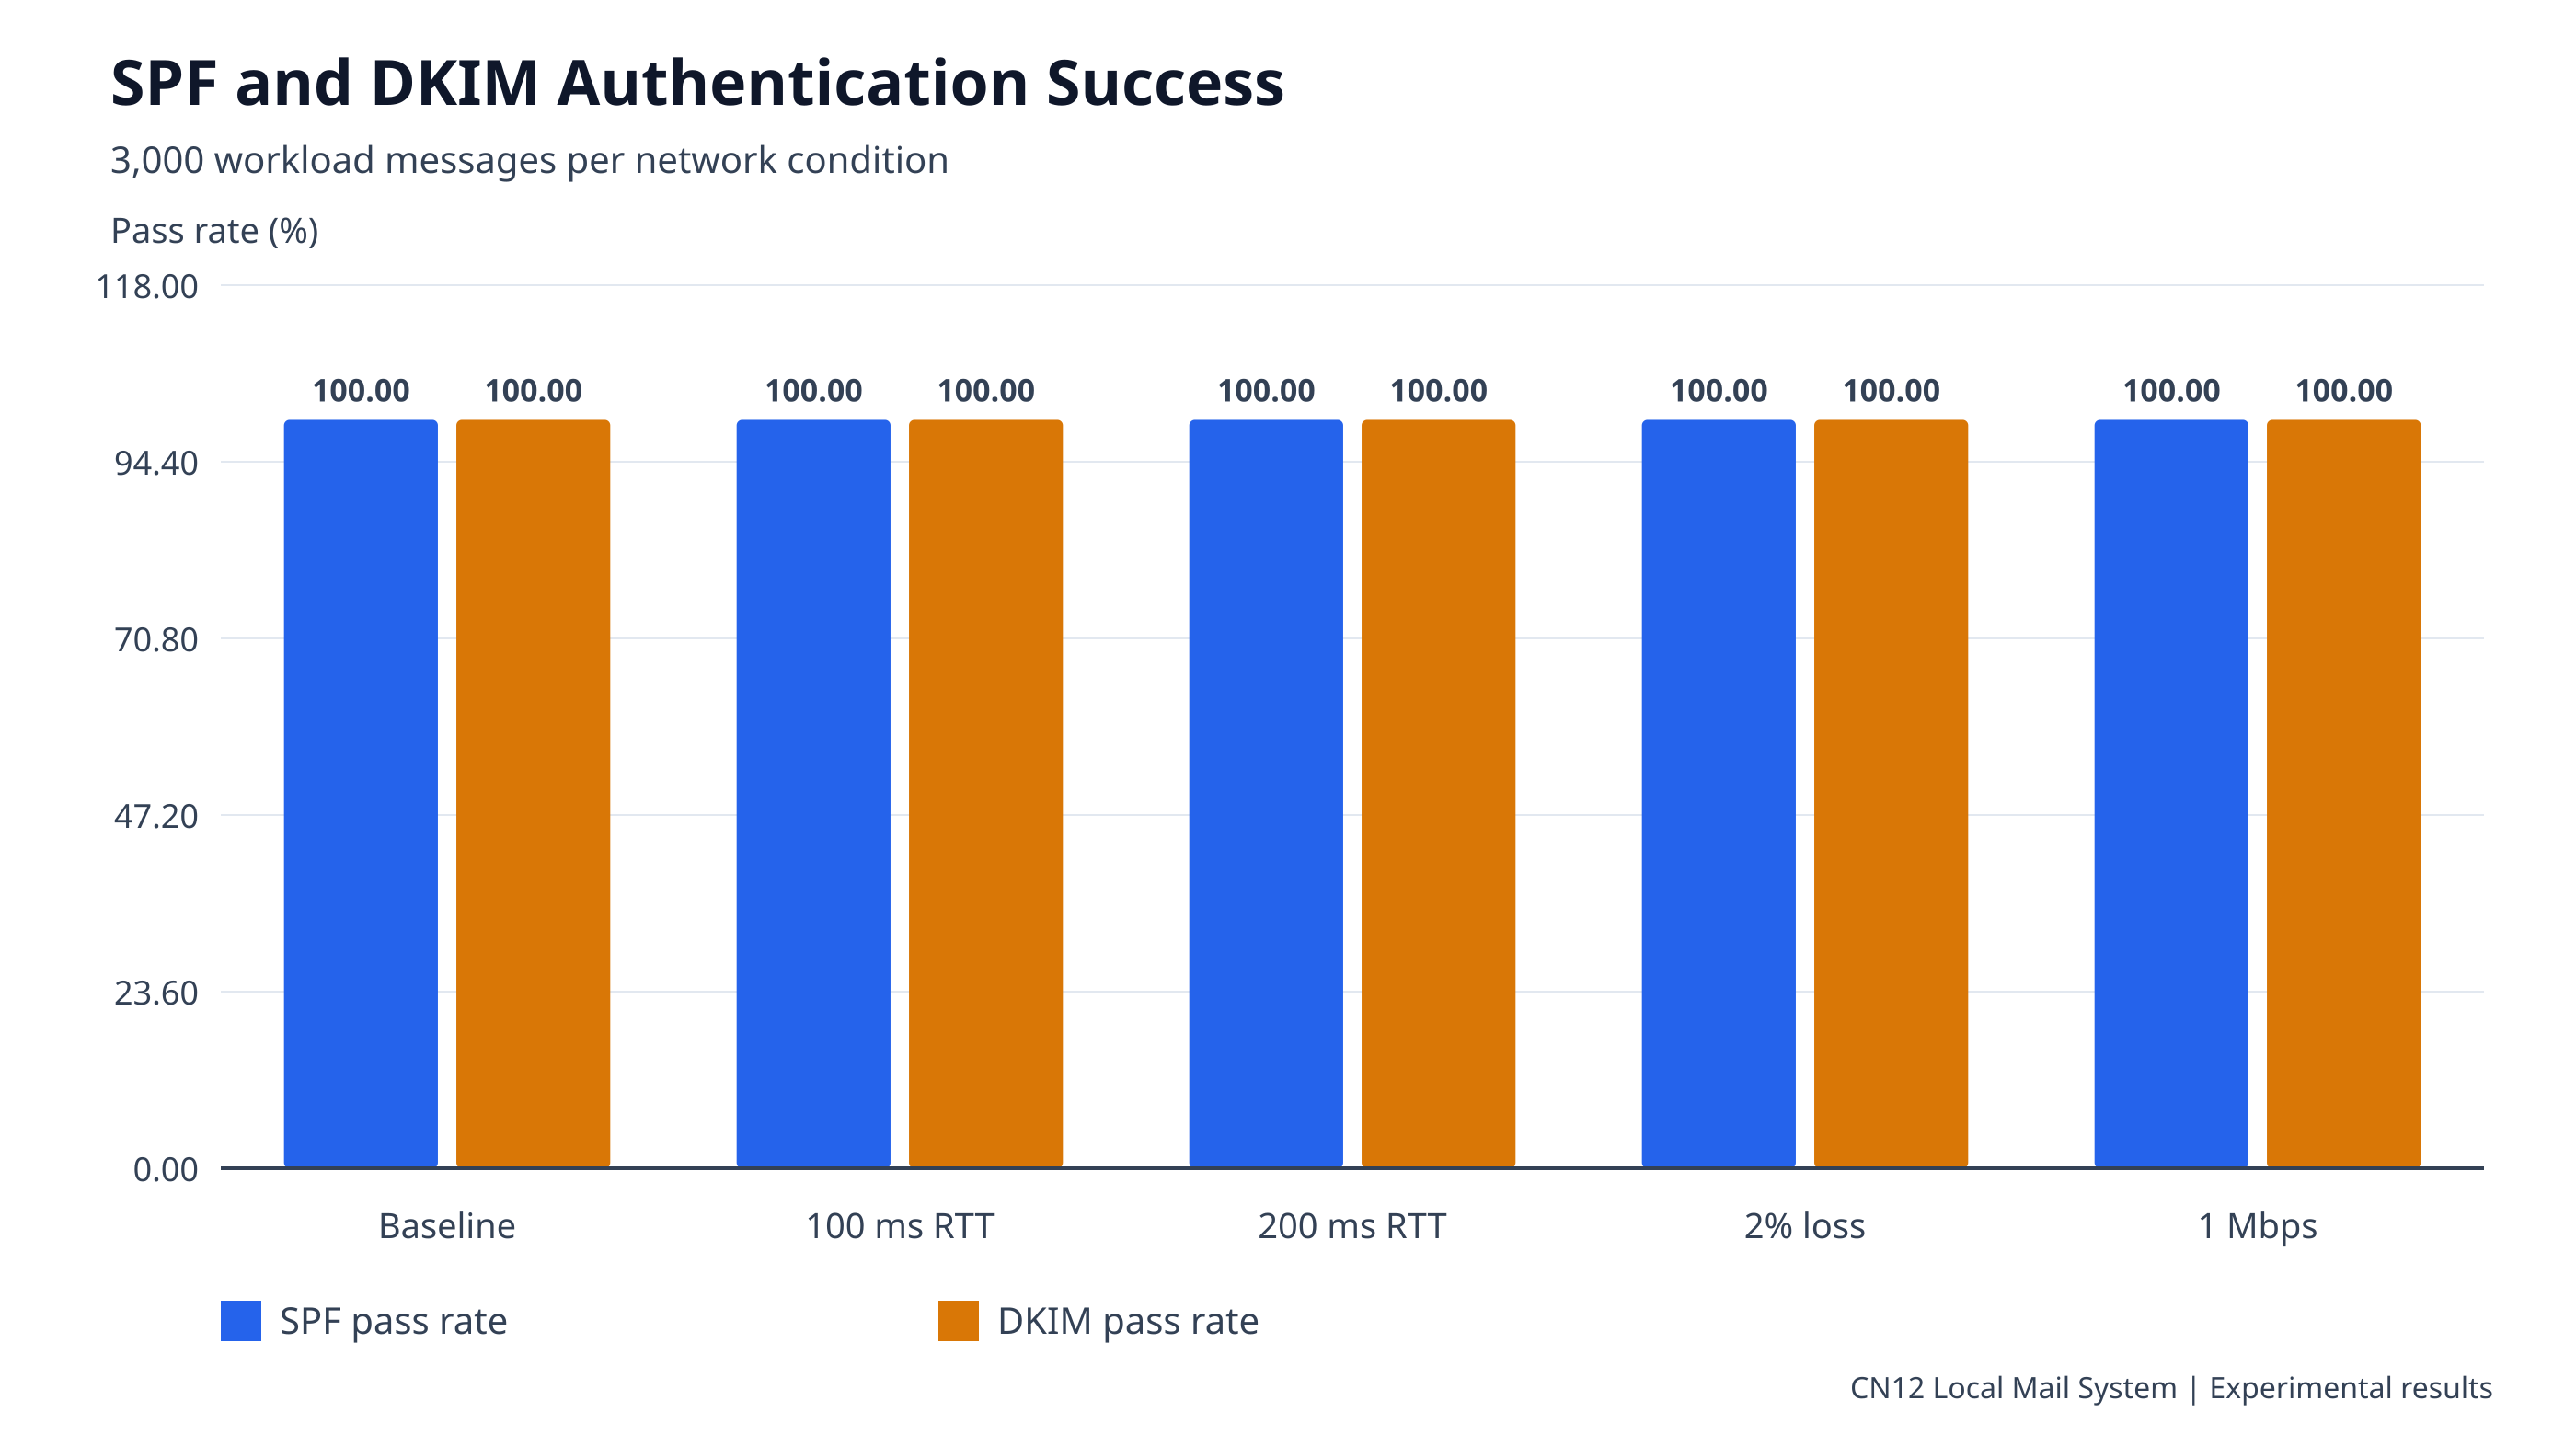 SPF and DKIM Authentication Success
3,000 workload messages per network condition
Pass rate (%)
118.00
100.00 100.00 100.00 100.00 100.00 100.00 100.00 100.00 100.00 100.00
94.40
70.80
47.20
23.60
0.00
Baseline 100 ms RTT 200 ms RTT 2% loss 1 Mbps
SPF pass rate DKIM pass rate
CN12 Local Mail System | Experimental results